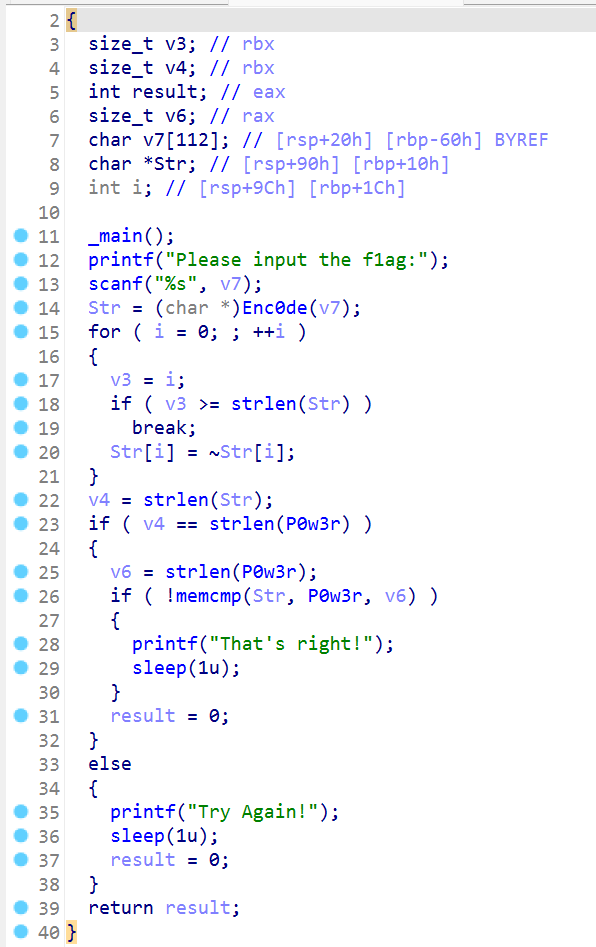 2 {
3 size_t v3; // rbx
4 size_t v4; // rbx
5 int result; // eax
6 size_t v6; // rax
7 char v7[112]; // [rsp+20h] [rbp-60h] BYREF
8 char *Str; // [rsp+90h] [rbp+10h]
9 int i; // [rsp+9Ch] [rbp+1Ch]
10
11 _main();
12 printf("Please input the f1ag:");
13 scanf("%s", v7);
14 Str = (char *)Enc0de(v7);
15 for ( i = 0; ; ++i )
16 {
17 v3 = i;
18 if ( v3 >= strlen(Str) )
19 break;
20 Str[i] = ~Str[i];
21 }
22 v4 = strlen(Str);
23 if ( v4 == strlen(P0w3r) )
24 {
25 v6 = strlen(P0w3r);
26 if ( !memcmp(Str, P0w3r, v6) )
27 {
28 printf("That's right!");
29 sleep(1u);
30 }
31 result = 0;
32 }
33 else
34 {
35 printf("Try Again!");
36 sleep(1u);
37 result = 0;
38 }
39 return result;
40 }